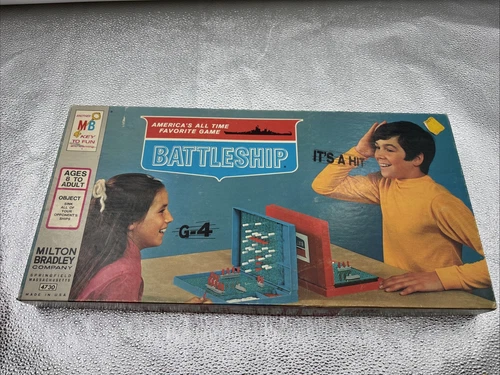 MB
A KEY
TO FUN
AMERICA'S ALL TIME
FAVORITE GAME
BATTLESHIP
IT'S A HIT
AGES
8 TO
ADULT
OBJECT
SINK
ALL OF
YOUR
OPPONENT'S
SHIPS
G-4
MILTON
BRADLEY
COMPANY
SPRINGFIELD
MASSACHUSETTS
4730
MADE IN U.S.A.